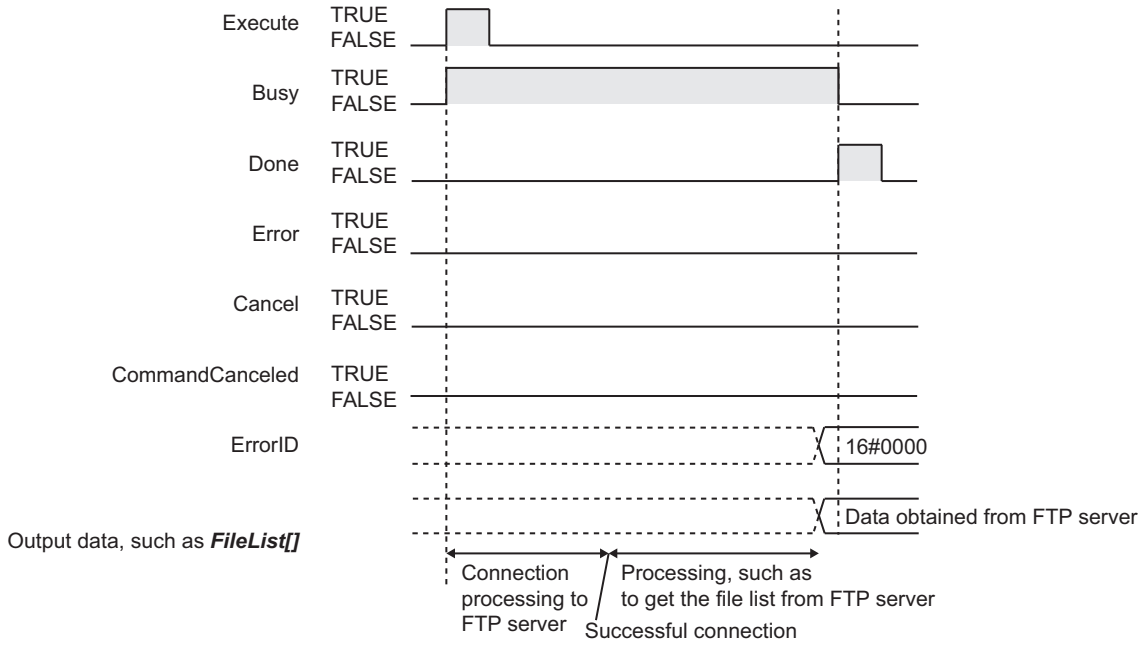 Execute
TRUE
FALSE
Busy
TRUE
FALSE
Done
TRUE
FALSE
Error
TRUE
FALSE
Cancel
TRUE
FALSE
CommandCanceled
TRUE
FALSE
ErrorID
16#0000
Output data, such as FileList[]
Data obtained from FTP server
Connection
processing to
FTP server
Processing, such as
to get the file list from FTP server
Successful connection